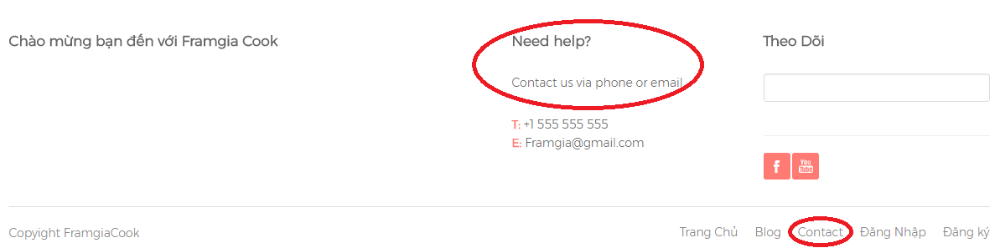 Chào mừng bạn đến với Framgia Cook
Need help?
Contact us via phone or email
T: +1 555 555 555
E: Framgia@gmail.com
Theo Dõi
f
You Tube
Copyight FramgiaCook
Trang Chủ Blog Contact Đăng Nhập Đăng ký